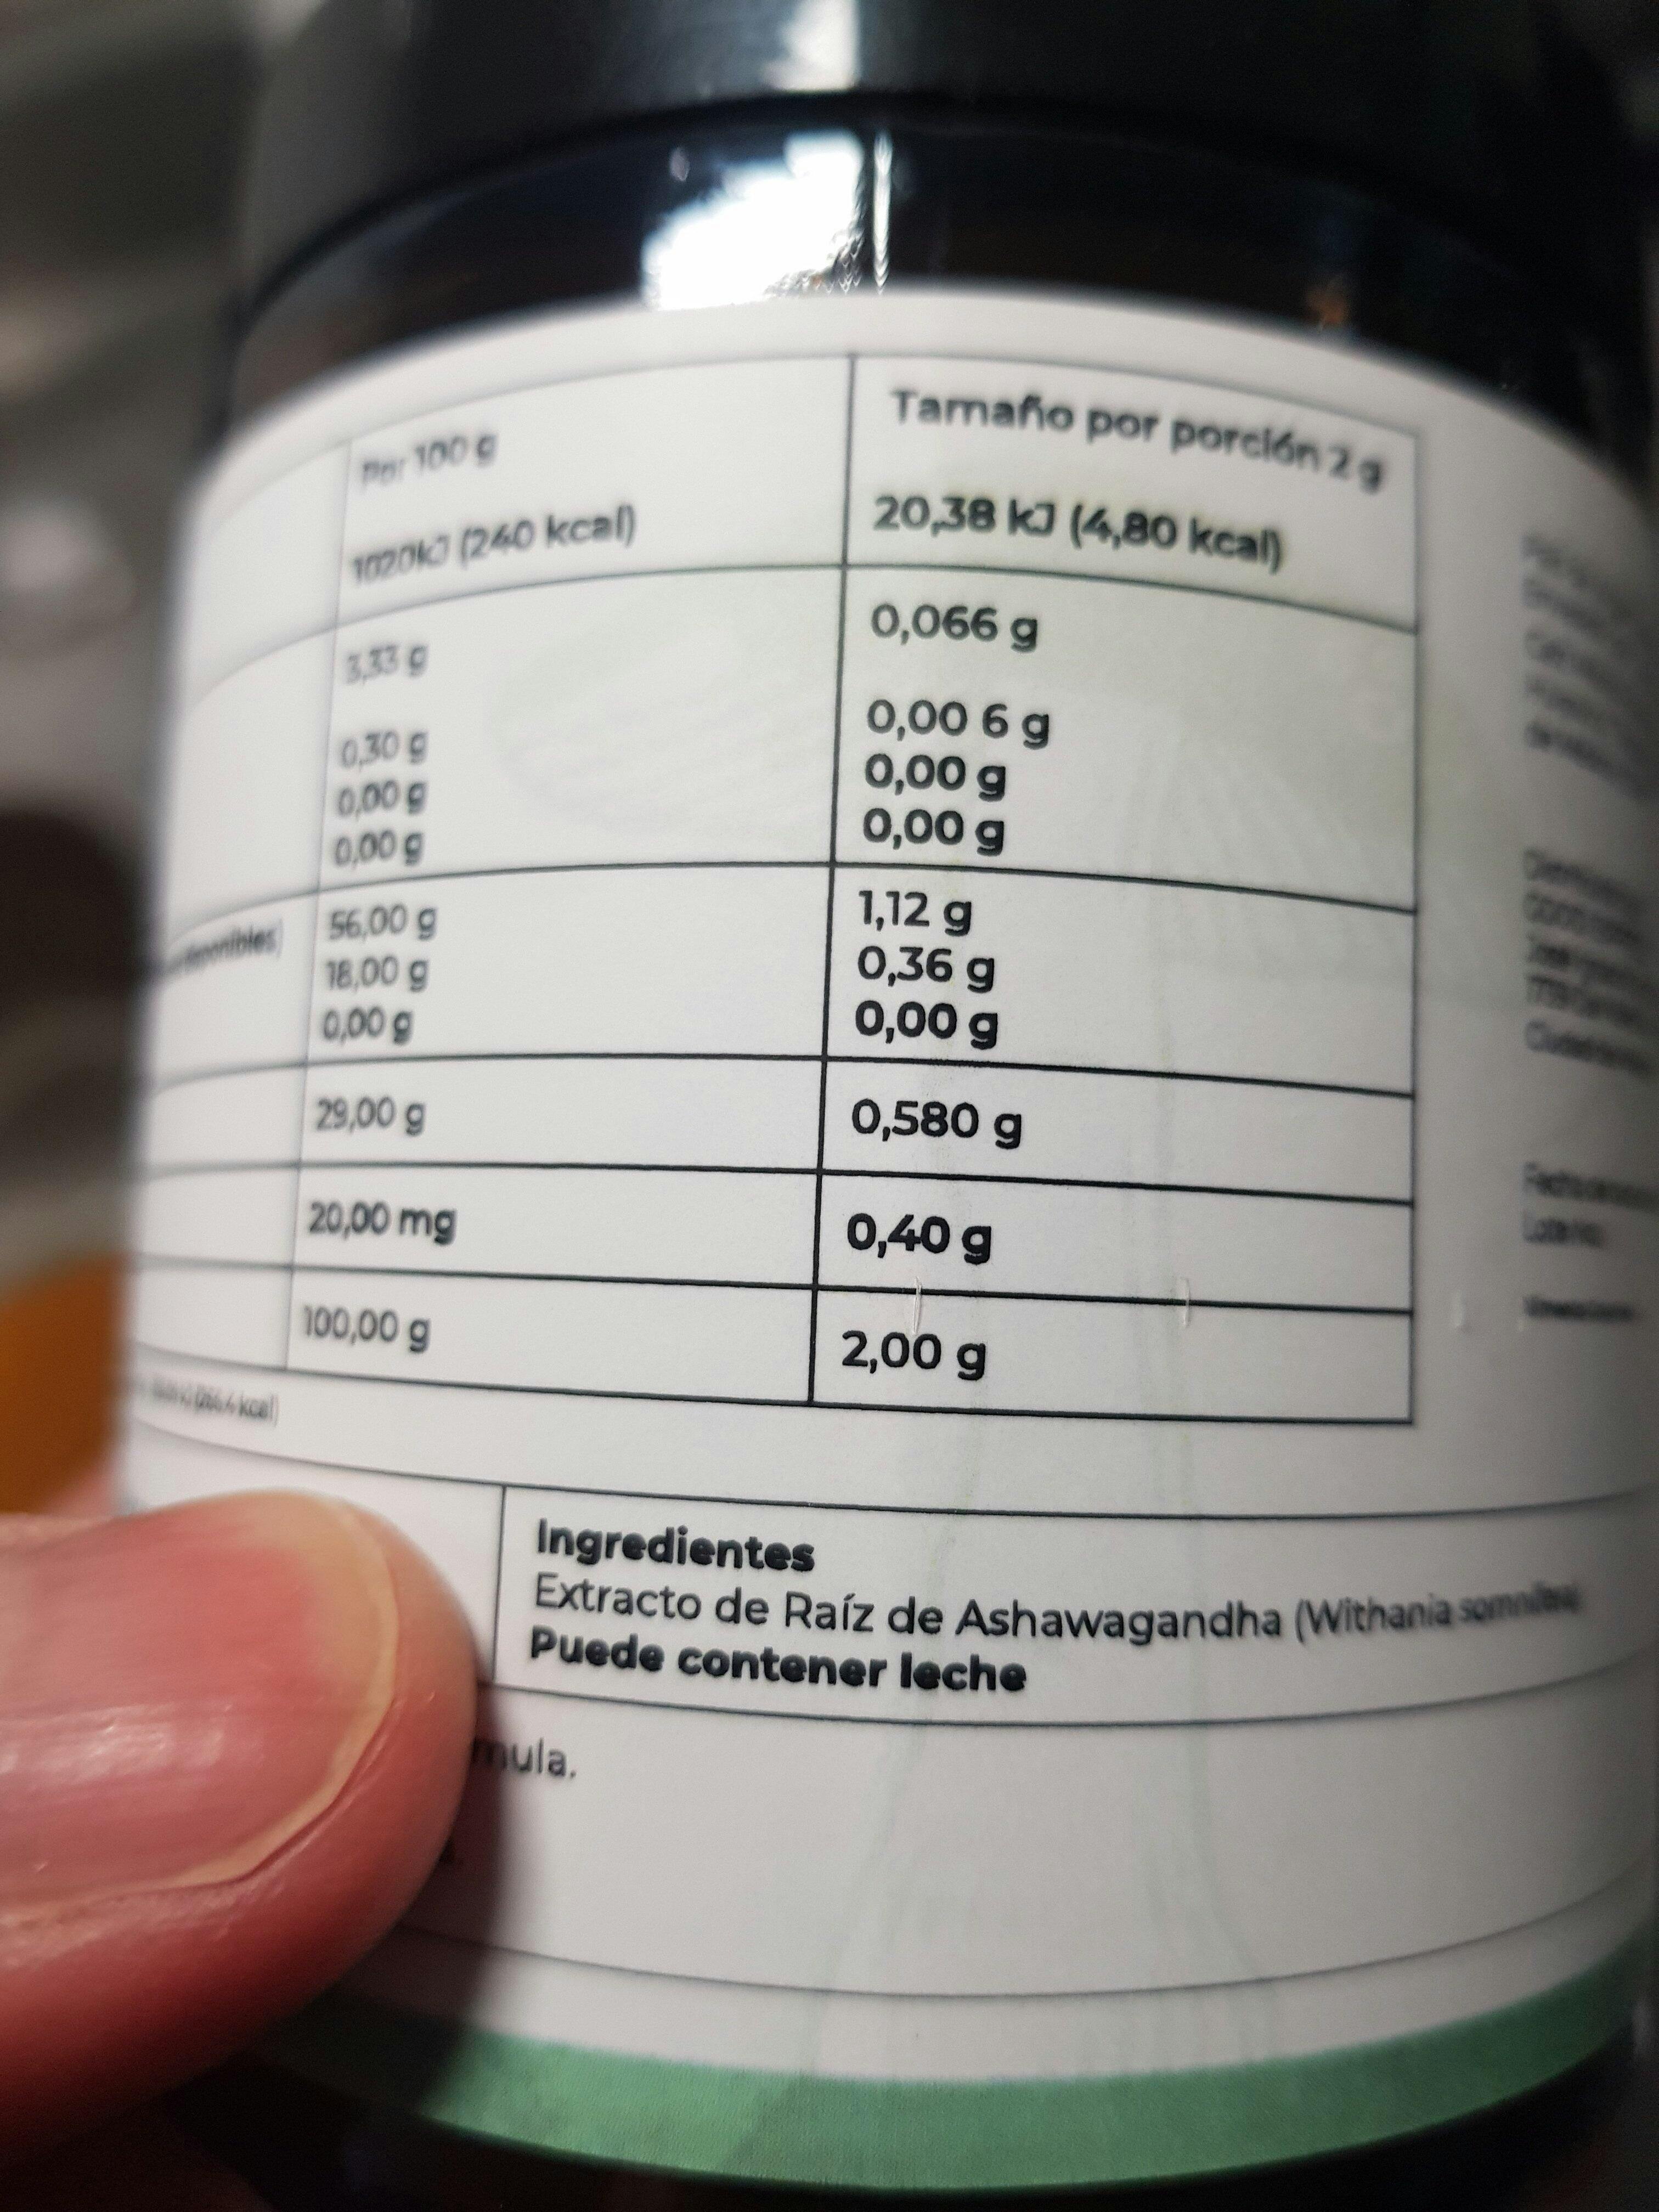 Por 100 g
Tamaño por porción 2 g
1020kJ (240 kcal)
20,38 kJ (4,80 kcal)
3,33 g
0,066 g
0,30 g
0,00 6 g
0,00 g
0,00 g
0,00 g
0,00 g
disponibles)
56,00 g
1,12 g
18,00 g
0,36 g
0,00 g
0,00 g
29,00 g
0,580 g
20,00 mg
0,40 g
100,00 g
2,00 g
kcal)
Ingredientes
Extracto de Raíz de Ashawagandha (Withania
Puede contener leche
mula.
Lote No.